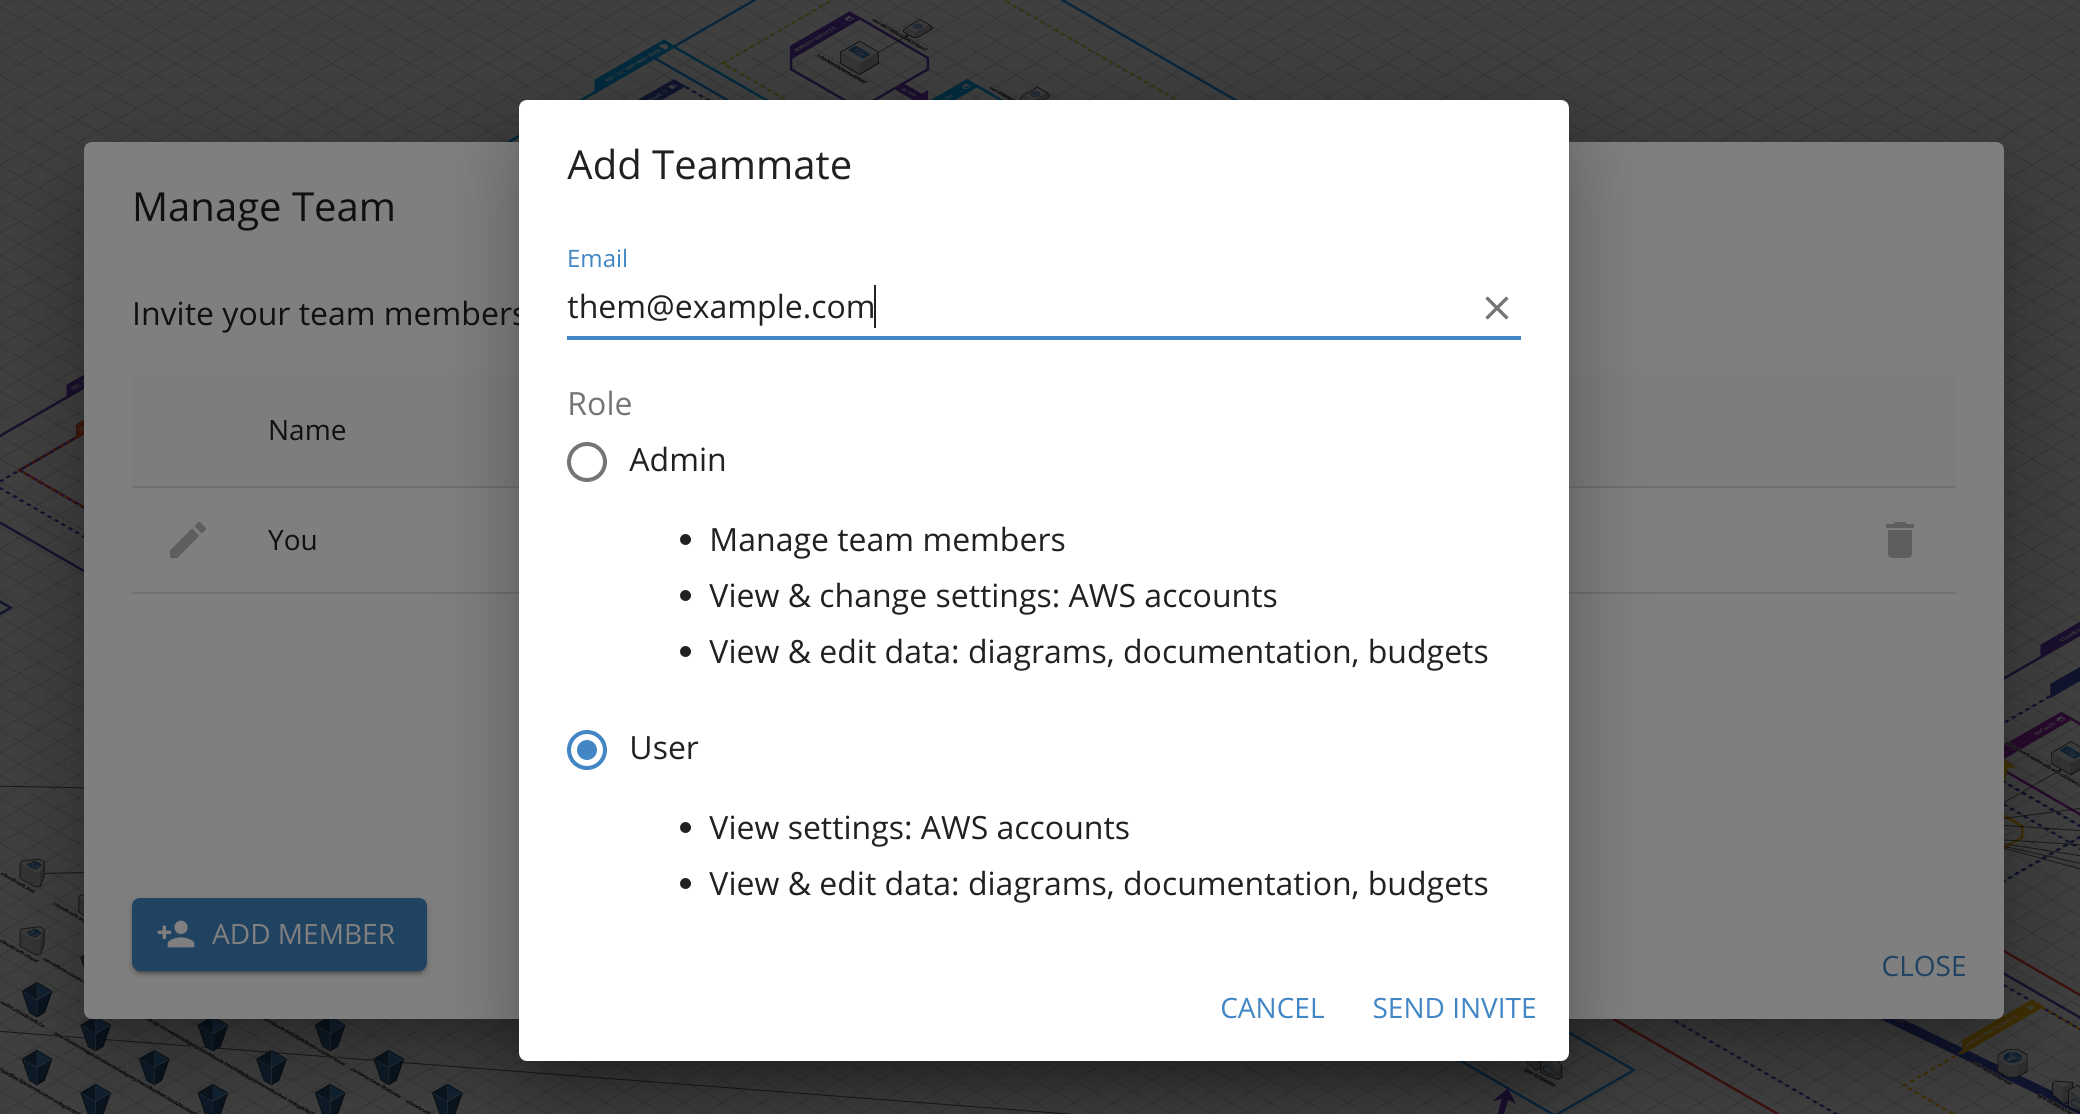 Add Teammate
Email
them@example.com
Role
Admin
• Manage team members
• View & change settings: AWS accounts
• View & edit data: diagrams, documentation, budgets
User
• View settings: AWS accounts
• View & edit data: diagrams, documentation, budgets
CANCEL SEND INVITE
Manage Team
Invite your team members
Name
You
ADD MEMBER
CLOSE